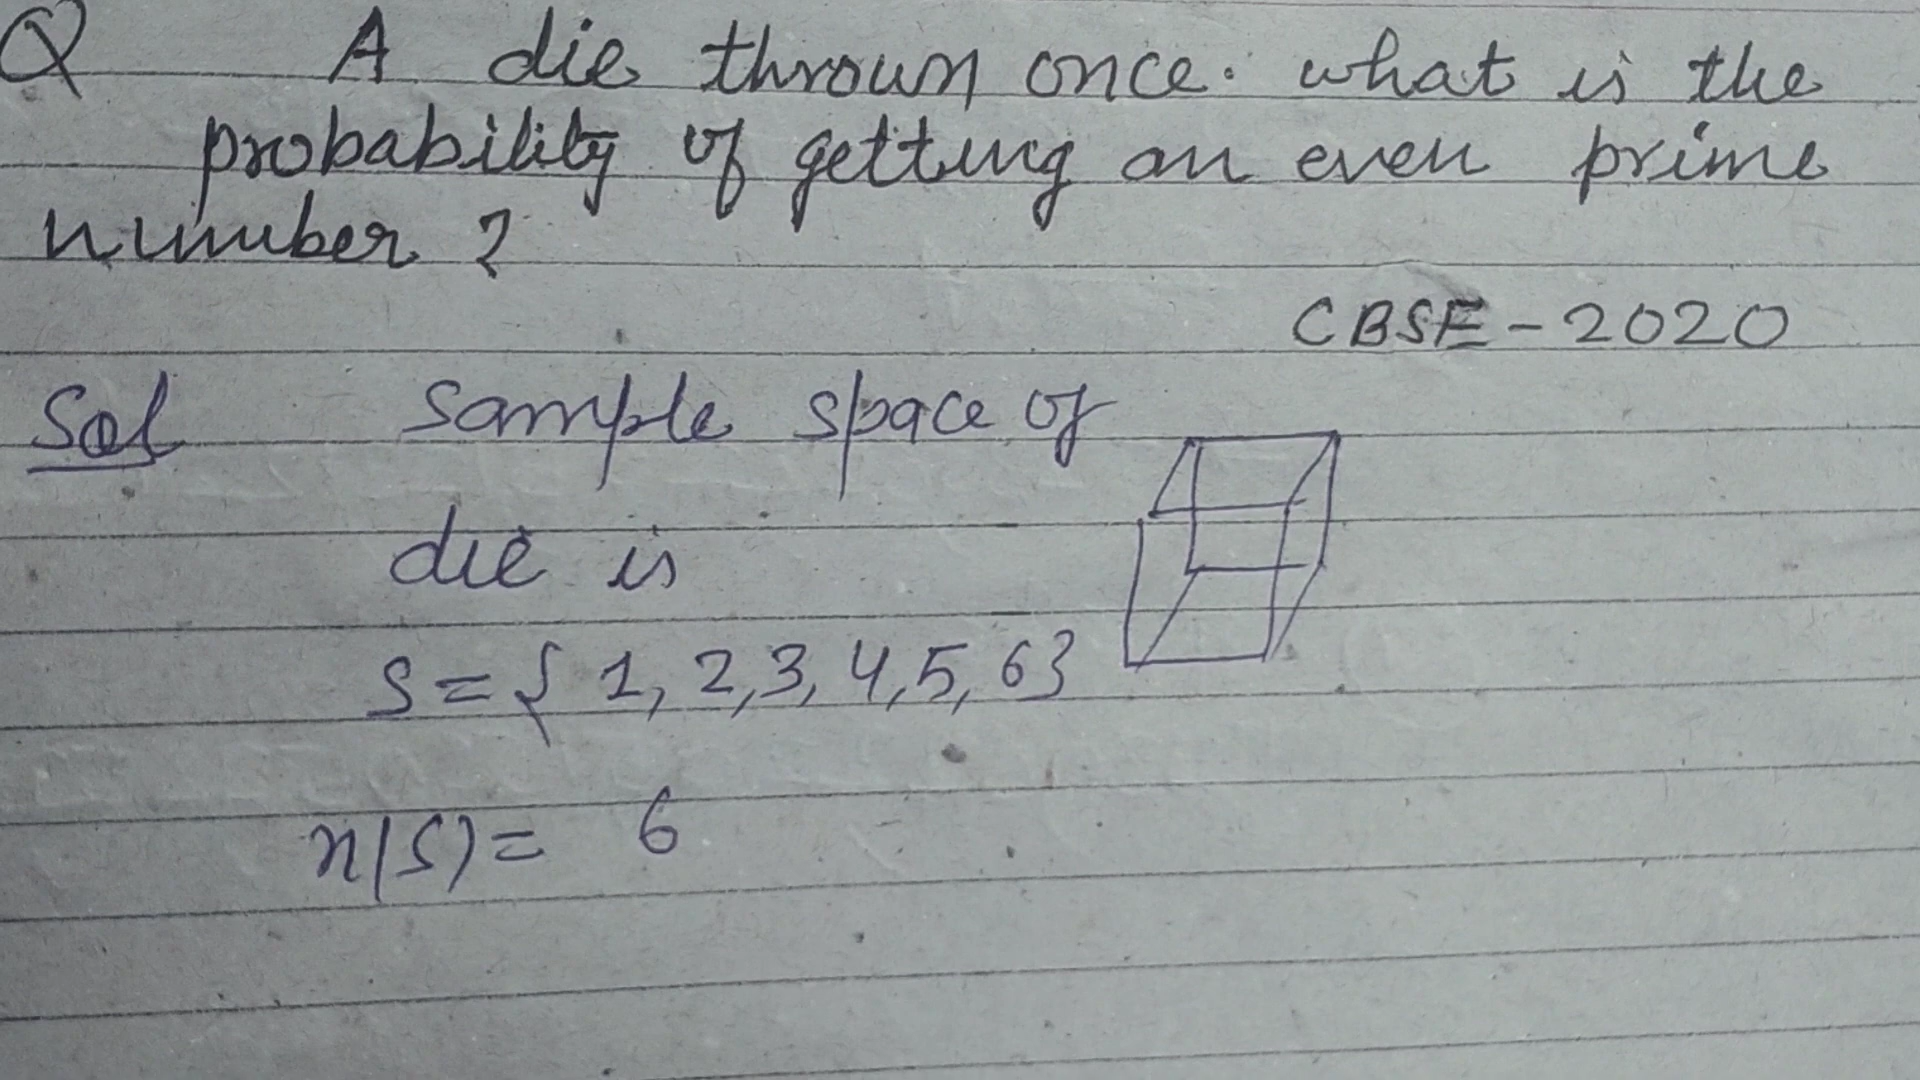 Q A die thrown once. what is the
probability of getting an even prime
number ?
CBSE - 2020
Sol Sample space of
die is
S = { 1, 2, 3, 4, 5, 6 }
n(S) = 6